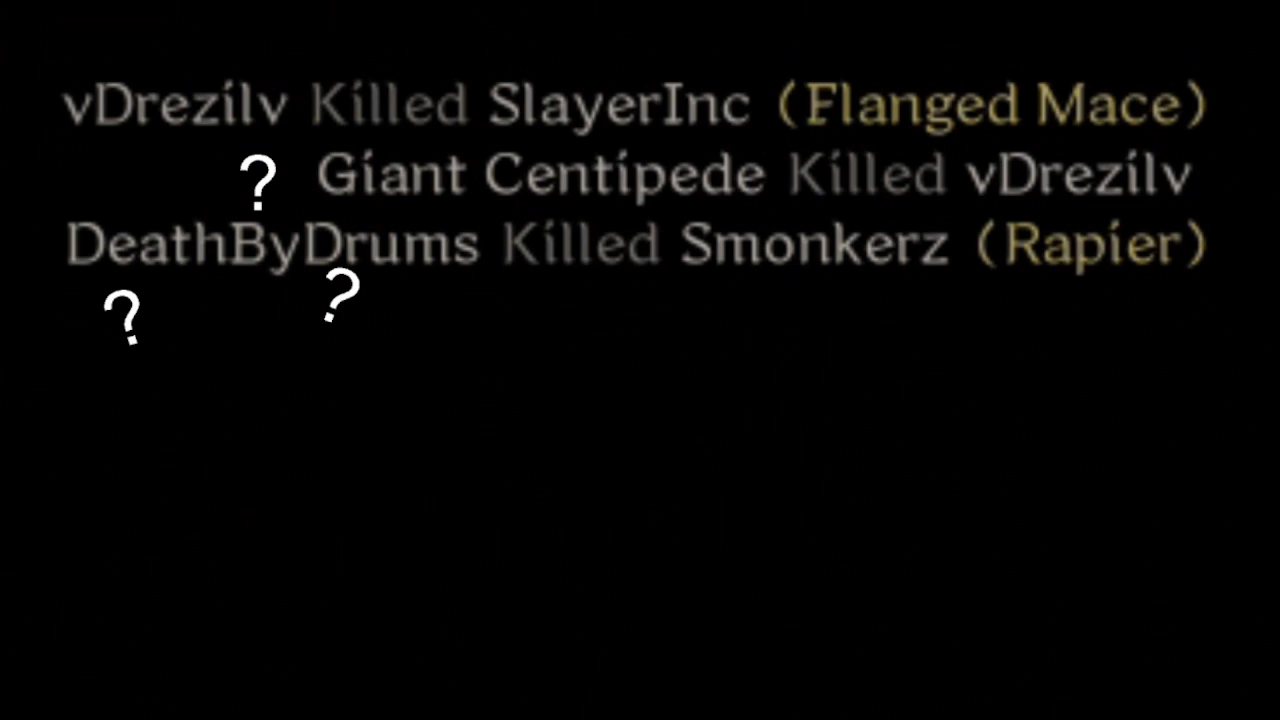 vDrezilv Killed SlayerInc (Flanged Mace)
? Giant Centipede Killed vDrezilv
DeathByDrums Killed Smonkerz (Rapier)
? ?